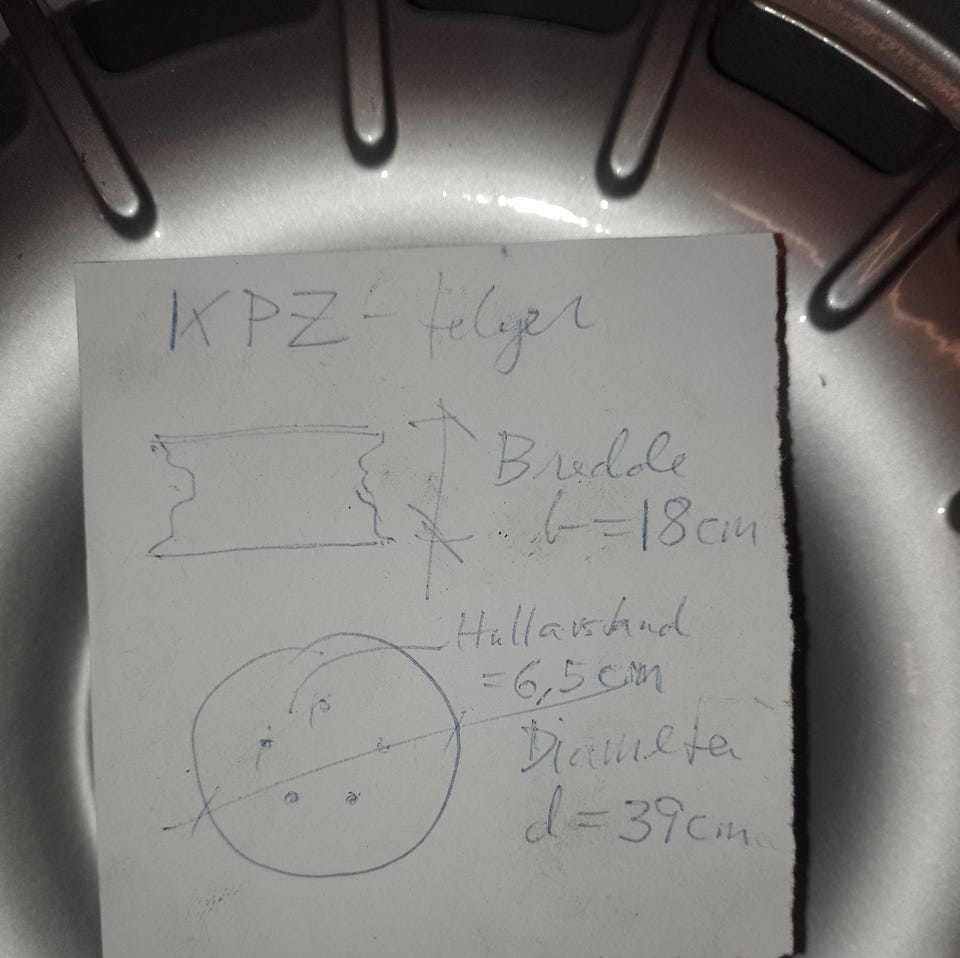 KPZ - felger
Bredde
b = 18 cm
Hullavstand
= 6,5 cm
Diameter
d = 39 cm